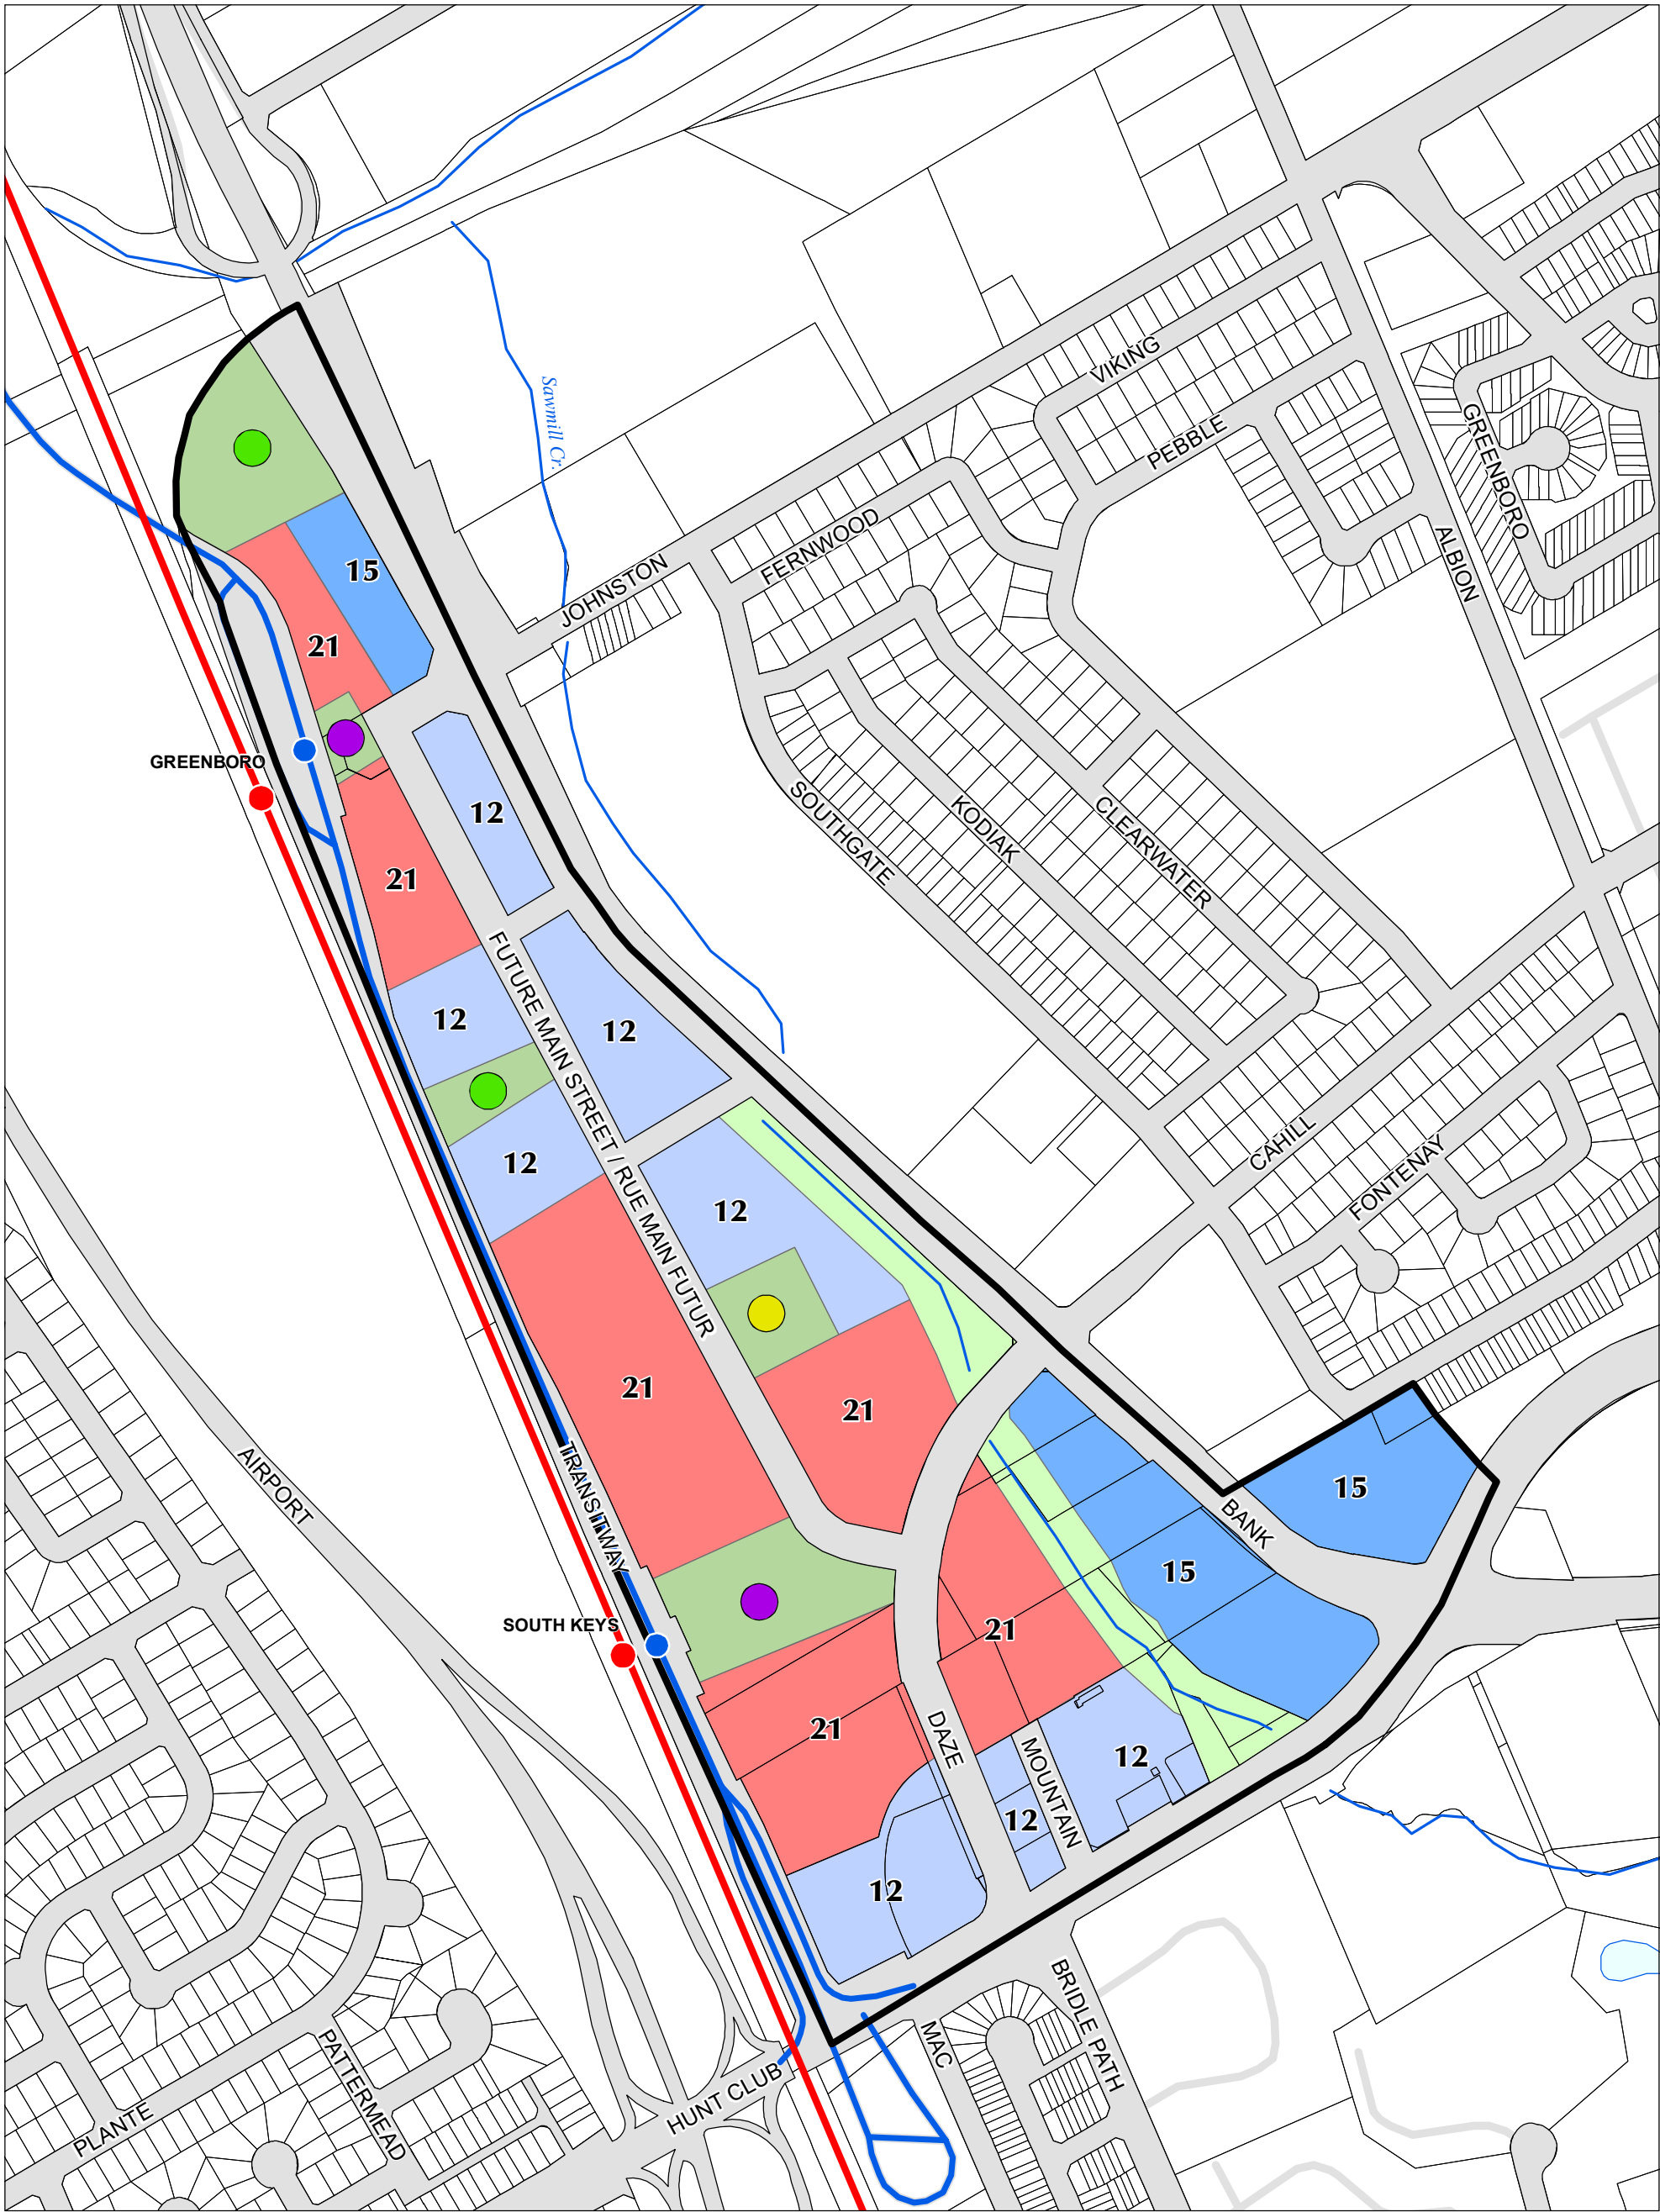 Sawmill Cr.
VIKING
PEBBLE
GREENBORO
ALBION
FERNWOOD
JOHNSTON
15
21
GREENBORO
12
21
SOUTHGATE
KODIAK
CLEARWATER
FUTURE MAIN STREET / RUE MAIN FUTUR
12
12
12
12
CAHILL
FONTENAY
21
21
AIRPORT
TRANSITWAY
15
BANK
15
SOUTH KEYS
21
21
DAZE
MOUNTAIN
12
12
12
BRIDLE PATH
MAC
HUNT CLUB
PATTERMEAD
PLANTE